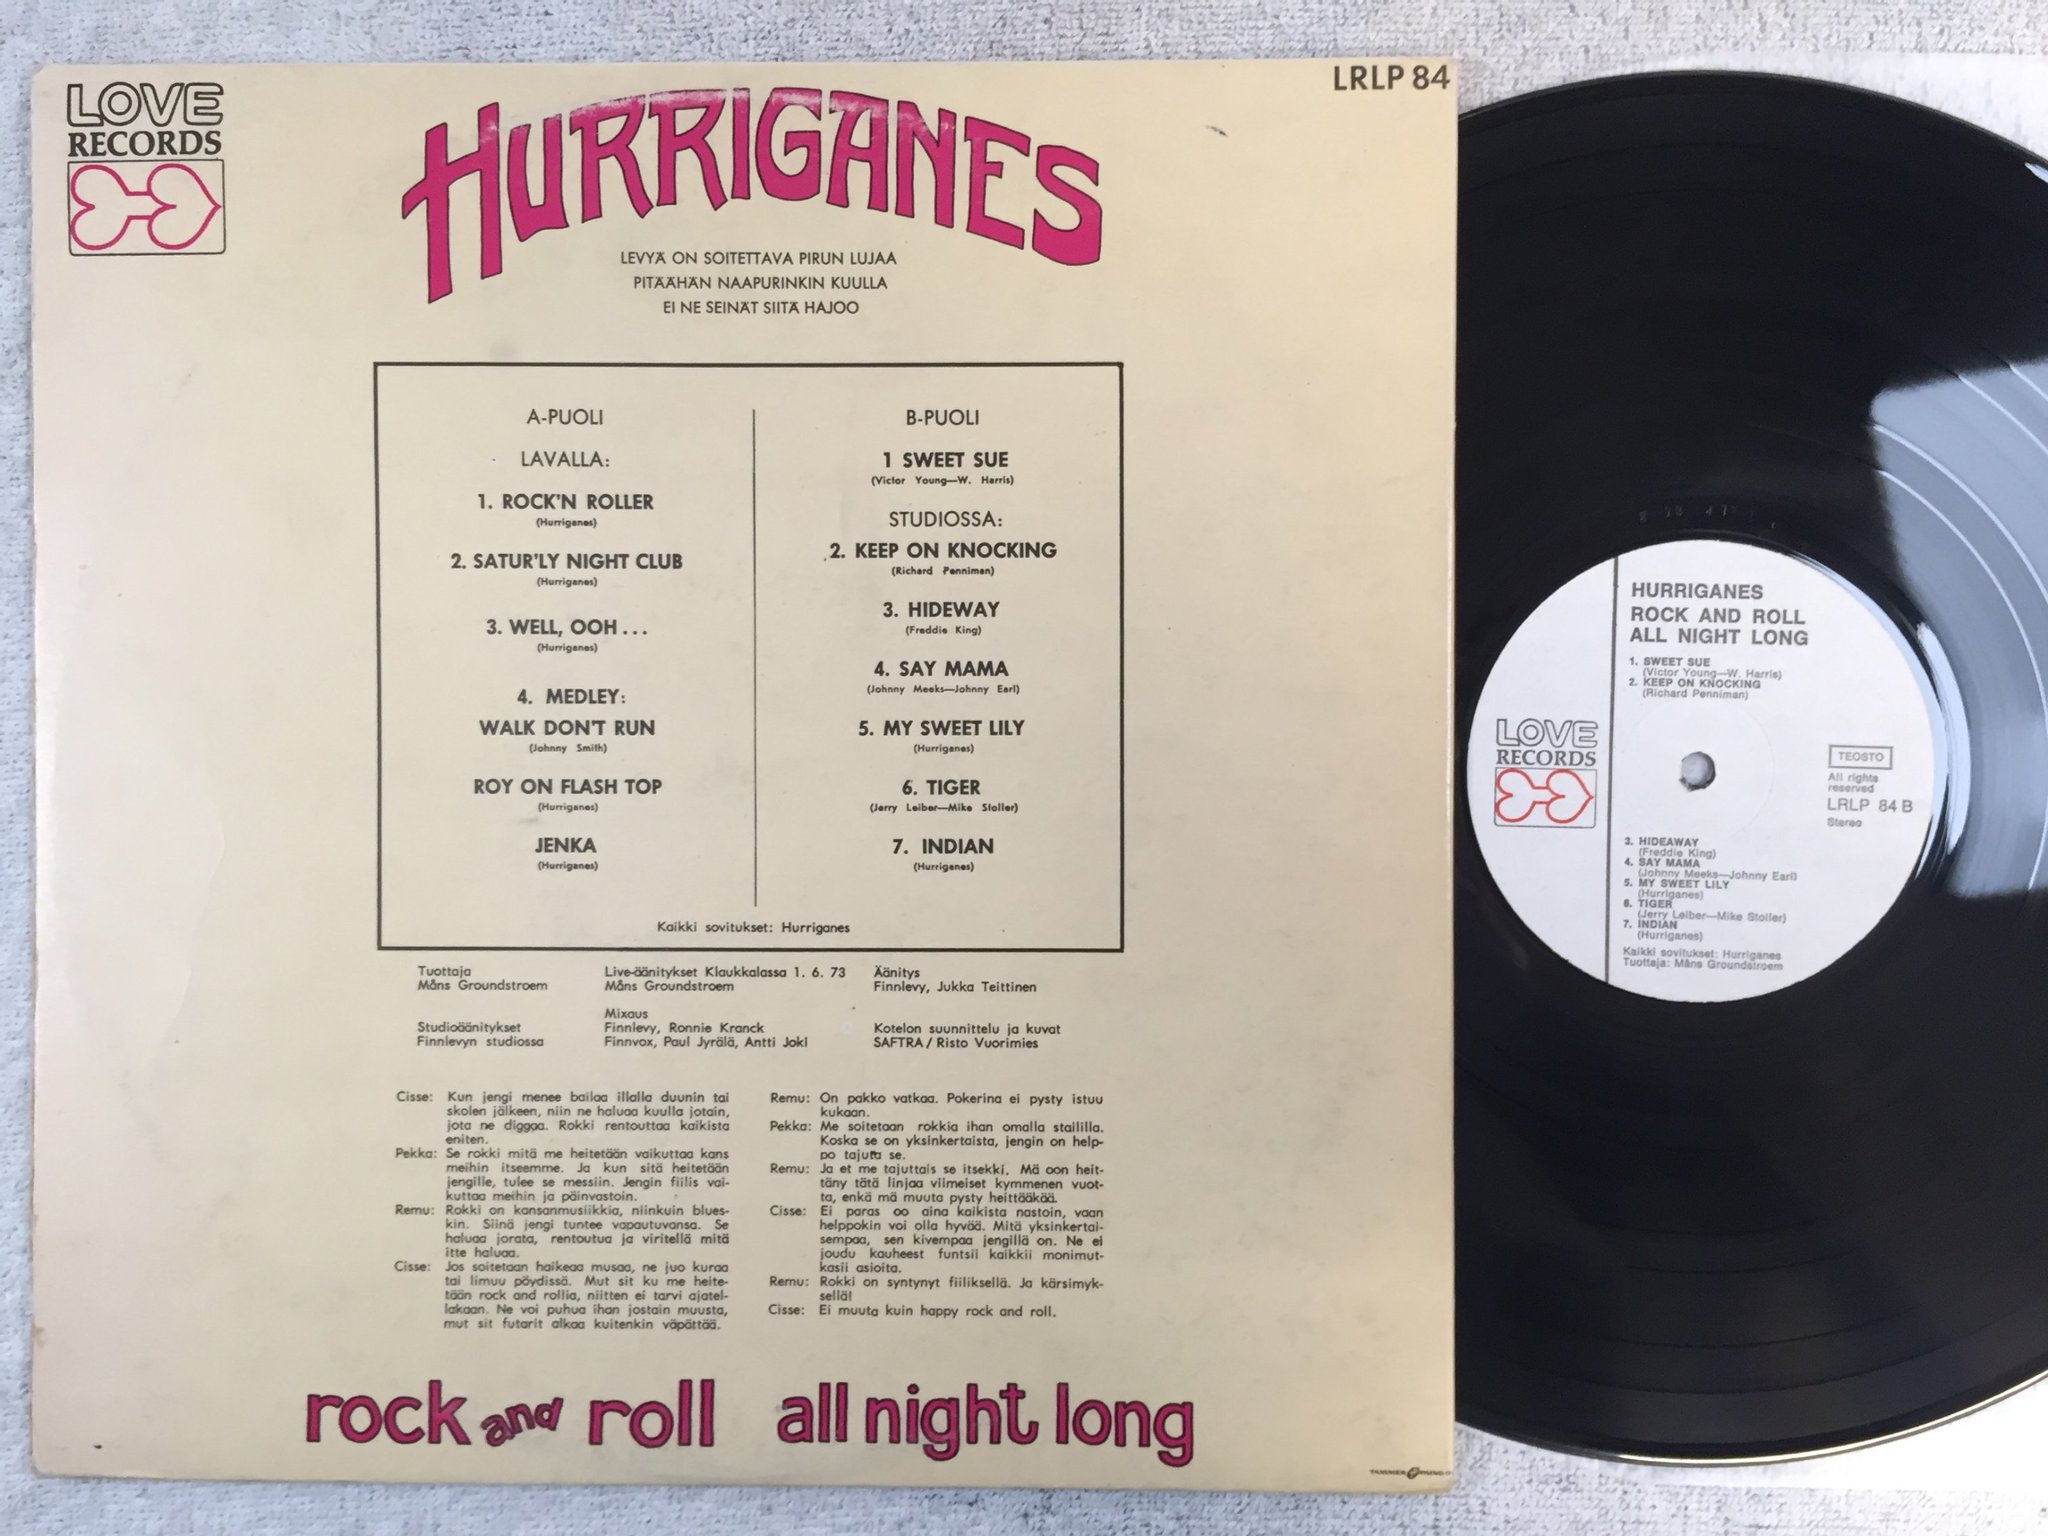 LOVE
RECORDS
LRLP 84
HURRIGANES
LEVYÄ ON SOITETTAVA PIRUN LUJAA
PITÄÄHÄN NAAPURINKIN KUULLA
EI NE SEINÄT SIITÄ HAJOO
A-PUOLI
LAVALLA:
1. ROCK'N ROLLER
(Hurriganes)
2. SATUR'LY NIGHT CLUB
(Hurriganes)
3. WELL, OOH...
(Hurriganes)
4. MEDLEY:
WALK DON'T RUN
(Johnny Smith)
ROY ON FLASH TOP
(Hurriganes)
JENKA
(Hurriganes)
B-PUOLI
1 SWEET SUE
(Victor Young—W. Harris)
STUDIOSSA:
2. KEEP ON KNOCKING
(Richard Penniman)
3. HIDEWAY
(Freddie King)
4. SAY MAMA
(Johnny Meeks—Johnny Earl)
5. MY SWEET LILY
(Hurriganes)
6. TIGER
(Jerry Leiber—Mike Stoller)
7. INDIAN
(Hurriganes)
Kaikki sovitukset: Hurriganes
Tuottaja
Måns Groundstroem
Studioäänitykset
Finnlevyn studiossa
Live-äänitykset Klaukkalassa 1. 6. 73
Måns Groundstroem
Mixaus
Finnlevy, Ronnie Kranck
Finnvox, Paul Jyrälä, Antti Joki
Äänitys
Finnlevy, Jukka Teittinen
Kotelon suunnittelu ja kuvat
SAFTRA/Risto Vuorimies
Cisse: Kun jengi menee bailaa illalla duunin tai
skolen jälkeen, niin ne haluaa kuulla jotain,
jota ne diggaa. Rokki rentouttaa kaikista
eniten.
Pekka: Se rokki mitä me heitetään vaikuttaa kans
meihin itseemme. Ja kun sitä heitetään
jengille, tulee se messiin. Jengin fiilis vai-
kuttaa meihin ja päinvastoin.
Remu: Rokki on kansanmusiikkia, niinkuin blues-
kin. Siinä jengi tuntee vapautuvansa. Se
haluaa jorata, rentoutua ja viritellä mitä
itte haluaa.
Cisse: Jos soitetaan haikeaa musaa, ne juo kuraa
tai limuu pöydissä. Mut sit ku me heite-
tään rock and rollia, niitten ei tarvi ajatel-
lakaan. Ne voi puhua ihan jostain muusta,
mut sit futarit alkaa kuitenkin väpättää.
Remu: On pakko vatkaa. Pokerina ei pysty istuu
kukaan.
Pekka: Me soitetaan rokkia ihan omalla staililla.
Koska se on yksinkertaista, jengin on help-
po tajuta se.
Remu: Ja et me tajuttais se itsekki. Mä oon heit-
täny tätä linjaa viimeiset kymmenen vuot-
ta, enkä mä muuta pysty heittääkää.
Cisse: Ei paras oo aina kaikista nastoin, vaan
helppokin voi olla hyvää. Mitä yksinkertai-
sempaa, sen kivempaa jengillä on. Ne ei
joudu kauheest funtsii kaikkii monimut-
kasii asioita.
Remu: Rokki on syntynyt fiiliksellä. Ja kärsimyk-
sellä!
Cisse: Ei muuta kuin happy rock and roll.
rock and roll all night long
HURRIGANES
ROCK AND ROLL
ALL NIGHT LONG
1. SWEET SUE
(Victor Young—W. Harris)
2. KEEP ON KNOCKING
(Richard Penniman)
LOVE
RECORDS
TEOSTO
All rights
reserved
LRLP 84 B
Stereo
3. HIDEAWAY
(Freddie King)
4. SAY MAMA
(Johnny Meeks—Johnny Earl)
5. MY SWEET LILY
(Hurriganes)
6. TIGER
(Jerry Leiber—Mike Stoller)
7. INDIAN
(Hurriganes)
Kaikki sovitukset: Hurriganes
Tuottaja: Måns Groundstroem